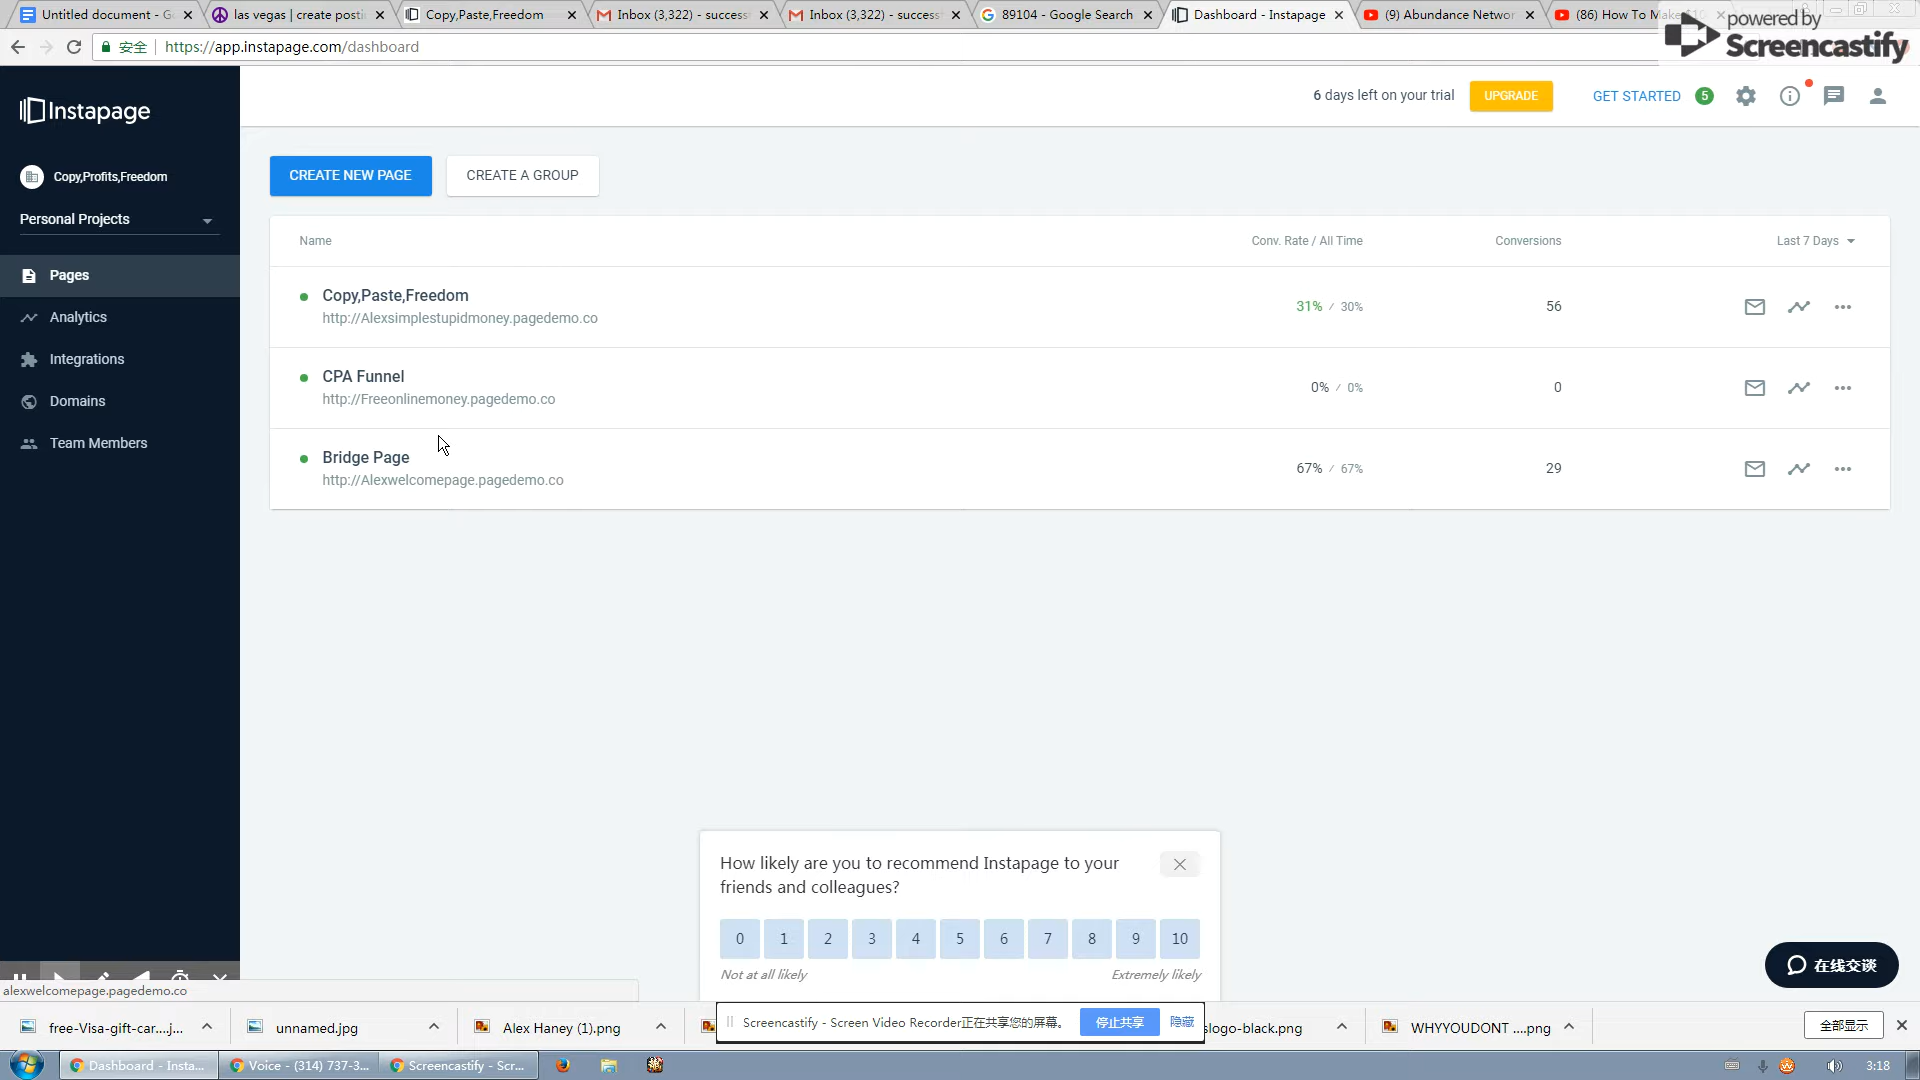 Untitled document - G
las vegas | create posti
Copy,Paste,Freedom
Inbox (3,322) - success
Inbox (3,322) - success
89104 - Google Search
Dashboard - Instapage
(9) Abundance Networ
(86) How To Make $10
powered by
Screencastify
安全
https://app.instapage.com/dashboard
Instapage
6 days left on your trial
UPGRADE
GET STARTED
5
Copy,Profits,Freedom
Personal Projects
CREATE NEW PAGE
CREATE A GROUP
Pages
Analytics
Integrations
Domains
Team Members
Name
Conv. Rate / All Time
Conversions
Last 7 Days
Copy,Paste,Freedom
http://Alexsimplestupidmoney.pagedemo.co
31% / 30%
56
CPA Funnel
http://Freeonlinemoney.pagedemo.co
0% / 0%
0
Bridge Page
http://Alexwelcomepage.pagedemo.co
67% / 67%
29
How likely are you to recommend Instapage to your
friends and colleagues?
0 1 2 3 4 5 6 7 8 9 10
Not at all likely
Extremely likely
在线交谈
alexwelcomepage.pagedemo.co
free-Visa-gift-car....j...
unnamed.jpg
Alex Haney (1).png
Screencastify - Screen Video Recorder正在共享您的屏幕。
停止共享
隐藏
slogo-black.png
WHYYOUDONT ....png
全部显示
Dashboard - Insta...
Voice - (314) 737-3...
Screencastify - Scr...
3:18